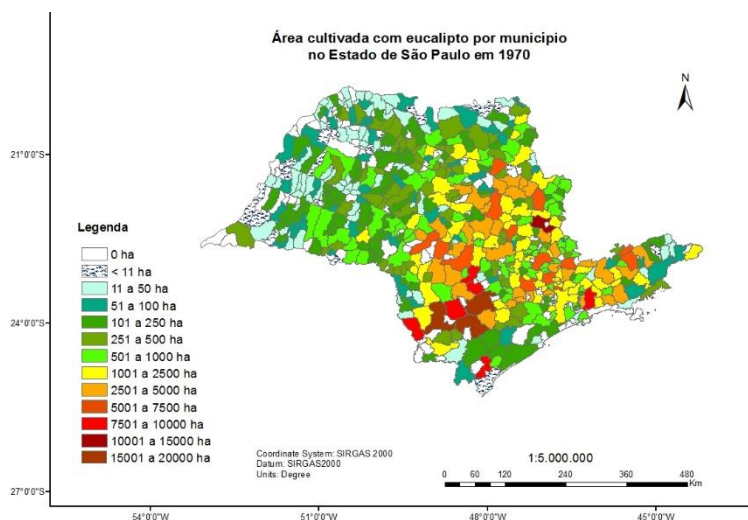 Área cultivada com eucalipto por município
no Estado de São Paulo em 1970
N
21°0'0"S
24°0'0"S
27°0'0"S
Legenda
0 ha
< 11 ha
11 a 50 ha
51 a 100 ha
101 a 250 ha
251 a 500 ha
501 a 1000 ha
1001 a 2500 ha
2501 a 5000 ha
5001 a 7500 ha
7501 a 10000 ha
10001 a 15000 ha
15001 a 20000 ha
Coordinate System: SIRGAS 2000
Datum: SIRGAS2000
Units: Degree
1:5.000.000
0 60 120 240 360 480
Km
54°0'0"W 51°0'0"W 48°0'0"W 45°0'0"W